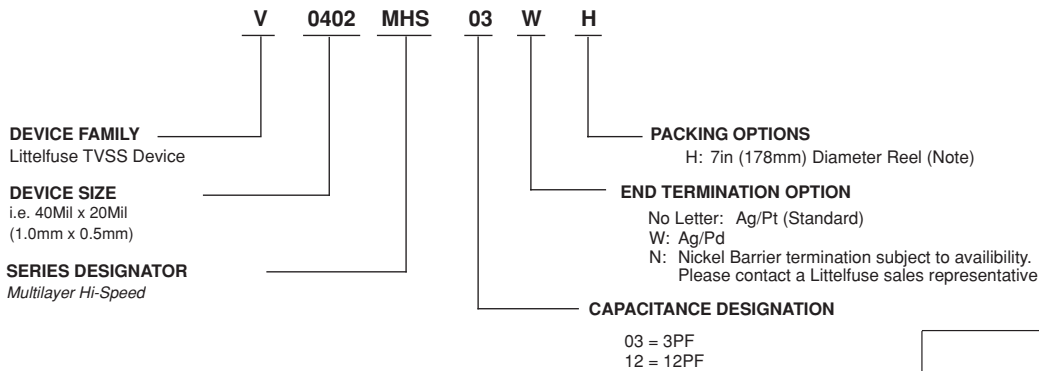 V 0402 MHS 03 W H
DEVICE FAMILY
Littelfuse TVSS Device
DEVICE SIZE
i.e. 40Mil x 20Mil
(1.0mm x 0.5mm)
SERIES DESIGNATOR
Multilayer Hi-Speed
PACKING OPTIONS
H: 7in (178mm) Diameter Reel (Note)
END TERMINATION OPTION
No Letter: Ag/Pt (Standard)
W: Ag/Pd
N: Nickel Barrier termination subject to availibility.
Please contact a Littelfuse sales representative
CAPACITANCE DESIGNATION
03 = 3PF
12 = 12PF